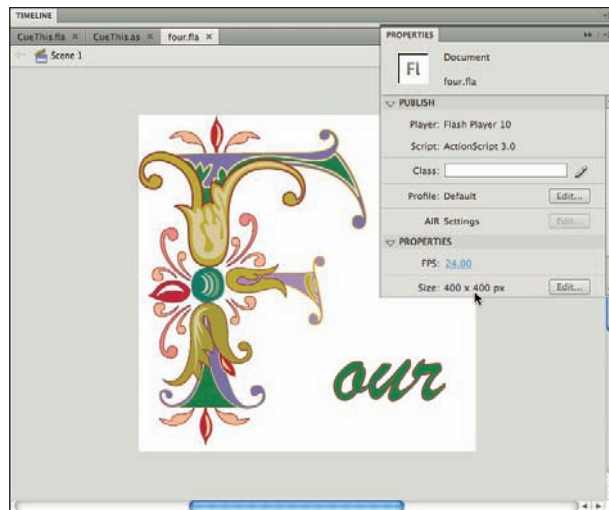 TIMELINE
CueThis.fla × CueThis.as × four.fla ×
Scene 1
our
PROPERTIES
Fl
Document
four.fla
PUBLISH
Player: Flash Player 10
Script: ActionScript 3.0
Class:
Profile: Default Edit...
AIR Settings Edit...
PROPERTIES
FPS: 24.00
Size: 400 x 400 px Edit...